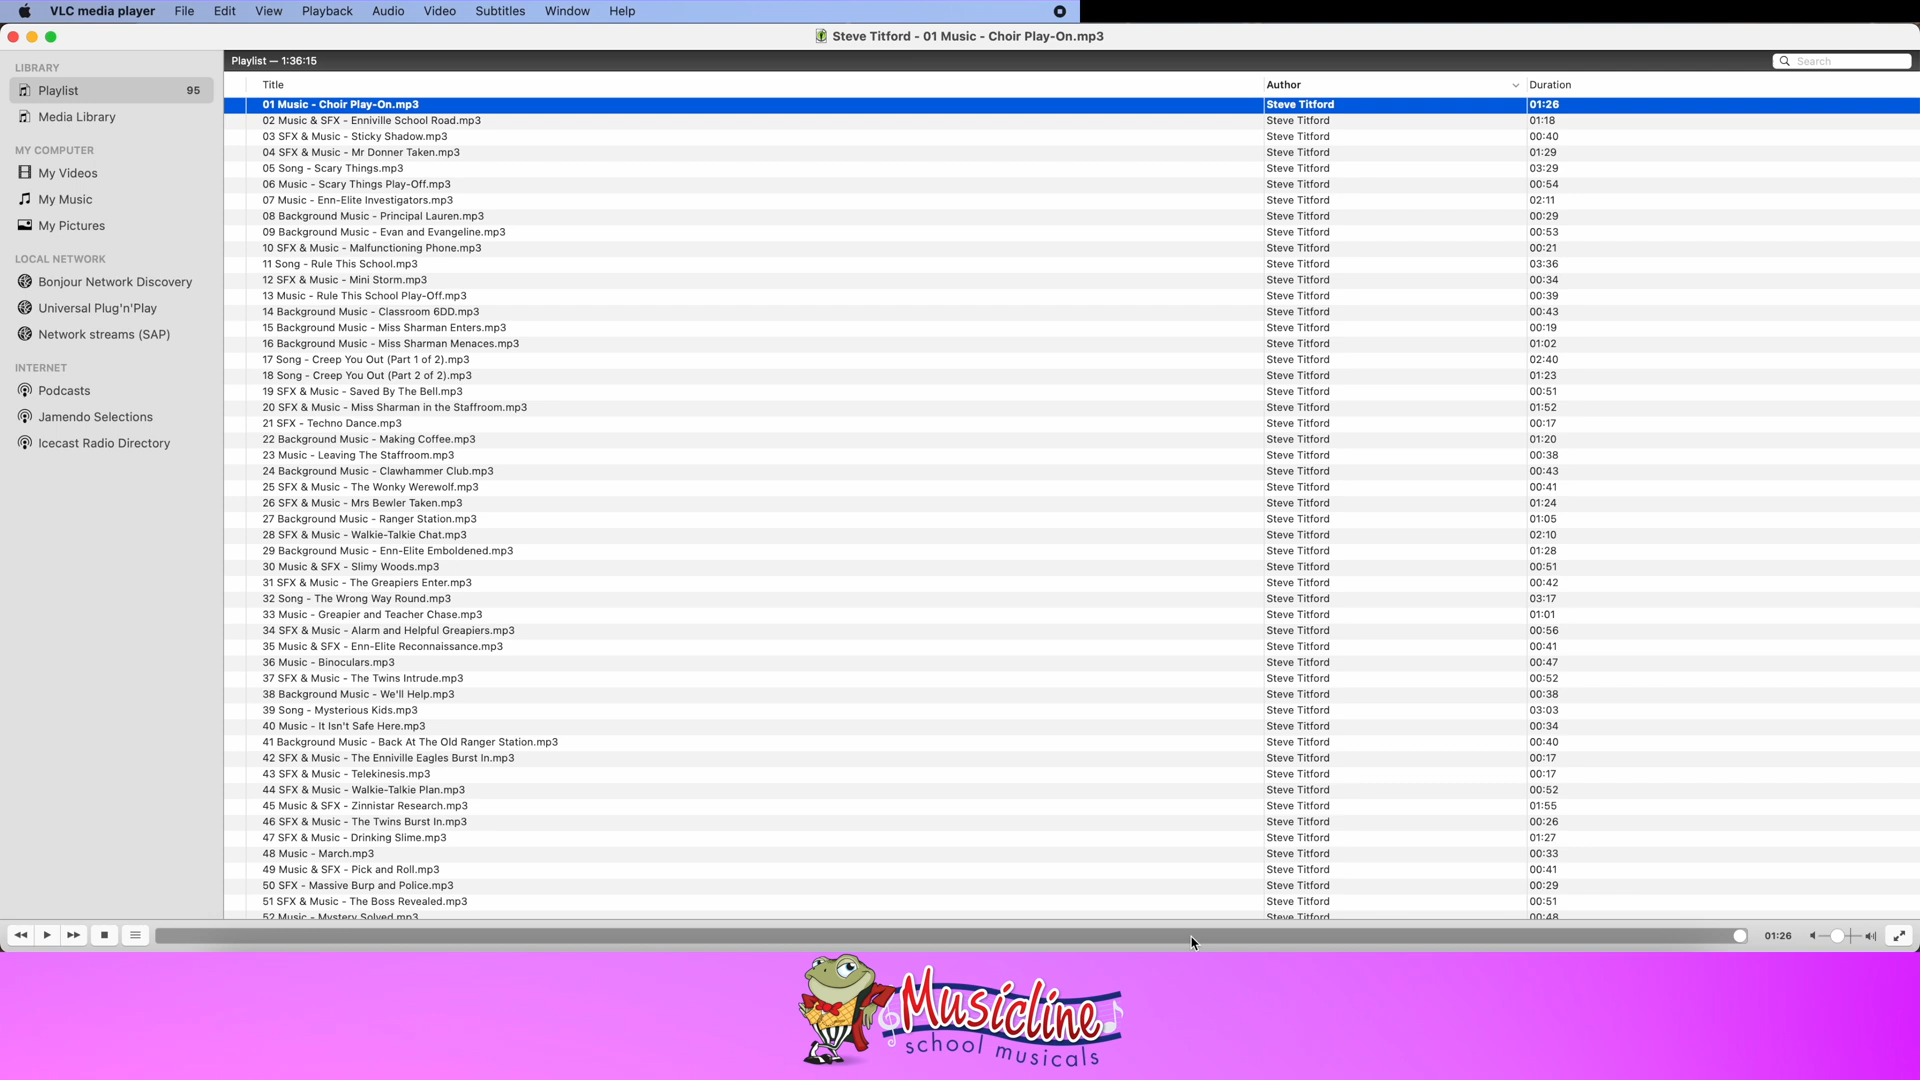 VLC media player File Edit View Playback Audio Video Subtitles Window Help
Steve Titford - 01 Music - Choir Play-On.mp3
LIBRARY
Playlist 95
Media Library
MY COMPUTER
My Videos
My Music
My Pictures
LOCAL NETWORK
Bonjour Network Discovery
Universal Plug'n'Play
Network streams (SAP)
INTERNET
Podcasts
Jamendo Selections
Icecast Radio Directory
Playlist — 1:36:15 Search
Title Author Duration
01 Music - Choir Play-On.mp3 Steve Titford 01:26
02 Music & SFX - Enniville School Road.mp3 Steve Titford 01:18
03 SFX & Music - Sticky Shadow.mp3 Steve Titford 00:40
04 SFX & Music - Mr Donner Taken.mp3 Steve Titford 01:29
05 Song - Scary Things.mp3 Steve Titford 03:29
06 Music - Scary Things Play-Off.mp3 Steve Titford 00:54
07 Music - Enn-Elite Investigators.mp3 Steve Titford 02:11
08 Background Music - Principal Lauren.mp3 Steve Titford 00:29
09 Background Music - Evan and Evangeline.mp3 Steve Titford 00:53
10 SFX & Music - Malfunctioning Phone.mp3 Steve Titford 00:21
11 Song - Rule This School.mp3 Steve Titford 03:36
12 SFX & Music - Mini Storm.mp3 Steve Titford 00:34
13 Music - Rule This School Play-Off.mp3 Steve Titford 00:39
14 Background Music - Classroom 6DD.mp3 Steve Titford 00:43
15 Background Music - Miss Sharman Enters.mp3 Steve Titford 00:19
16 Background Music - Miss Sharman Menaces.mp3 Steve Titford 01:02
17 Song - Creep You Out (Part 1 of 2).mp3 Steve Titford 02:40
18 Song - Creep You Out (Part 2 of 2).mp3 Steve Titford 01:23
19 SFX & Music - Saved By The Bell.mp3 Steve Titford 00:51
20 SFX & Music - Miss Sharman in the Staffroom.mp3 Steve Titford 01:52
21 SFX - Techno Dance.mp3 Steve Titford 00:17
22 Background Music - Making Coffee.mp3 Steve Titford 01:20
23 Music - Leaving The Staffroom.mp3 Steve Titford 00:38
24 Background Music - Clawhammer Club.mp3 Steve Titford 00:43
25 SFX & Music - The Wonky Werewolf.mp3 Steve Titford 00:41
26 SFX & Music - Mrs Bewler Taken.mp3 Steve Titford 01:24
27 Background Music - Ranger Station.mp3 Steve Titford 01:05
28 SFX & Music - Walkie-Talkie Chat.mp3 Steve Titford 02:10
29 Background Music - Enn-Elite Emboldened.mp3 Steve Titford 01:28
30 Music & SFX - Slimy Woods.mp3 Steve Titford 00:51
31 SFX & Music - The Greapiers Enter.mp3 Steve Titford 00:42
32 Song - The Wrong Way Round.mp3 Steve Titford 03:17
33 Music - Greapier and Teacher Chase.mp3 Steve Titford 01:01
34 SFX & Music - Alarm and Helpful Greapiers.mp3 Steve Titford 00:56
35 Music & SFX - Enn-Elite Reconnaissance.mp3 Steve Titford 00:41
36 Music - Binoculars.mp3 Steve Titford 00:47
37 SFX & Music - The Twins Intrude.mp3 Steve Titford 00:52
38 Background Music - We'll Help.mp3 Steve Titford 00:38
39 Song - Mysterious Kids.mp3 Steve Titford 03:03
40 Music - It Isn't Safe Here.mp3 Steve Titford 00:34
41 Background Music - Back At The Old Ranger Station.mp3 Steve Titford 00:40
42 SFX & Music - The Enniville Eagles Burst In.mp3 Steve Titford 00:17
43 SFX & Music - Telekinesis.mp3 Steve Titford 00:17
44 SFX & Music - Walkie-Talkie Plan.mp3 Steve Titford 00:52
45 Music & SFX - Zinnistar Research.mp3 Steve Titford 01:55
46 SFX & Music - The Twins Burst In.mp3 Steve Titford 00:26
47 SFX & Music - Drinking Slime.mp3 Steve Titford 01:27
48 Music - March.mp3 Steve Titford 00:33
49 Music & SFX - Pick and Roll.mp3 Steve Titford 00:41
50 SFX - Massive Burp and Police.mp3 Steve Titford 00:29
51 SFX & Music - The Boss Revealed.mp3 Steve Titford 00:51
52 Music - Mystery Solved.mp3 Steve Titford 00:48
01:26
Musicline
school musicals